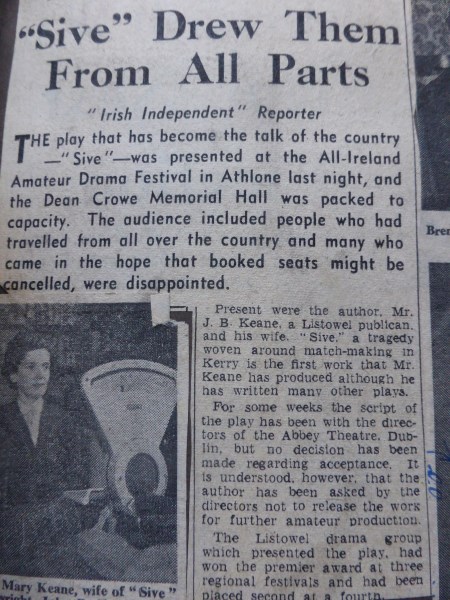 "Sive" Drew Them
From All Parts
"Irish Independent" Reporter
THE play that has become the talk of the country
—"Sive"—was presented at the All-Ireland
Amateur Drama Festival in Athlone last night, and
the Dean Crowe Memorial Hall was packed to
capacity. The audience included people who had
travelled from all over the country and many who
came in the hope that booked seats might be
cancelled, were disappointed.
Present were the author, Mr.
J. B. Keane, a Listowel publican,
and his wife. "Sive," a tragedy
woven around match-making in
Kerry is the first work that Mr.
Keane has produced although he
has written many other plays.
For some weeks the script of
the play has been with the direc-
tors of the Abbey Theatre, Dub-
lin, but no decision has been
made regarding acceptance. It
is understood, however, that the
author has been asked by the
directors not to release the work
for further amateur production.
The Listowel drama group
which presented the play, had
won the premier award at three
regional festivals and had been
placed second at a fourth.
Mary Keane, wife of "Sive"
Bren